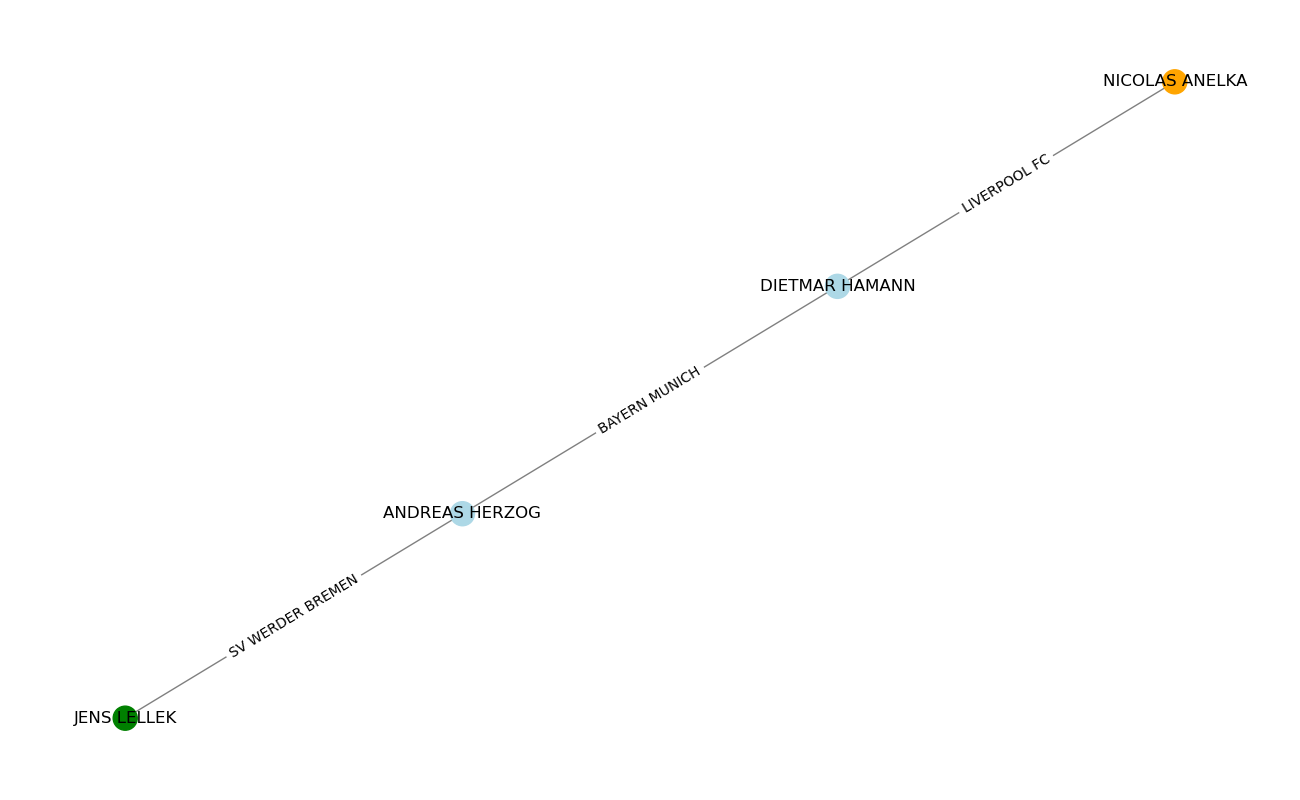 NICOLAS ANELKA
LIVERPOOL FC
DIETMAR HAMANN
BAYERN MUNICH
ANDREAS HERZOG
SV WERDER BREMEN
JENS LELLEK